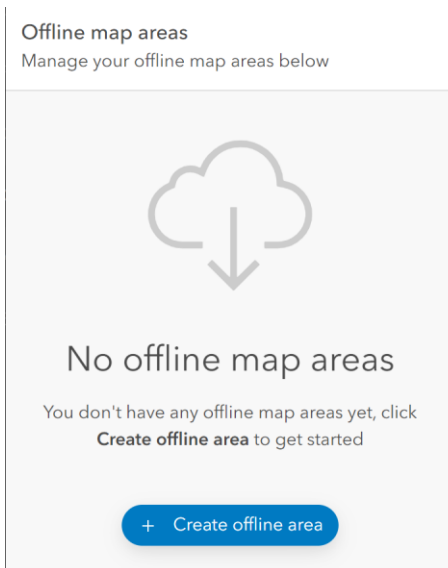 Offline map areas
Manage your offline map areas below
No offline map areas
You don't have any offline map areas yet, click
Create offline area to get started
+ Create offline area